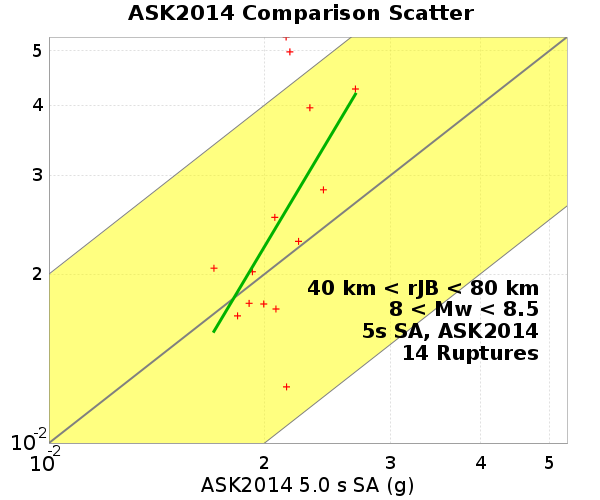 ASK2014 Comparison Scatter
5
4
3
2
10-2
10-2
2
3
4
5
40 km < rJB < 80 km
8 < Mw < 8.5
5s SA, ASK2014
14 Ruptures
ASK2014 5.0 s SA (g)